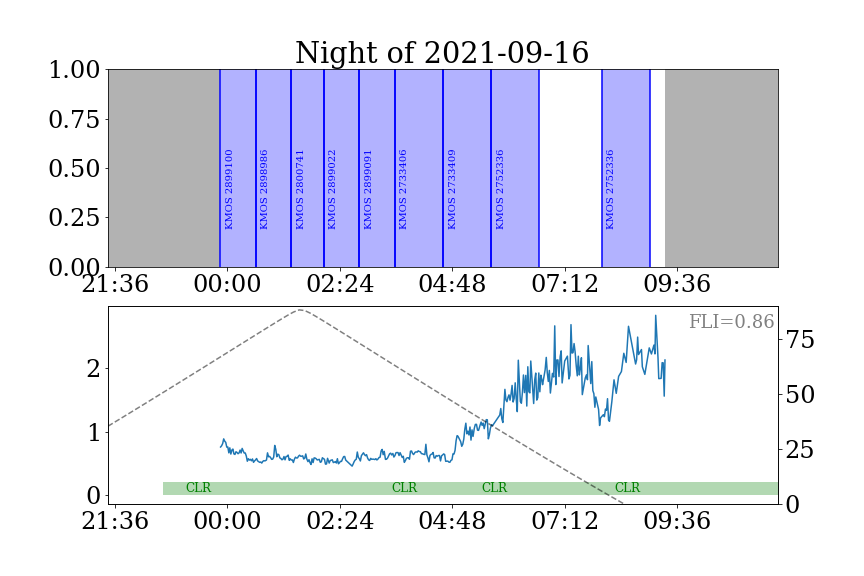 Night of 2021-09-16
1.00
0.75
0.50
0.25
0.00
KMOS 2899100
KMOS 2898986
KMOS 2800741
KMOS 2899022
KMOS 2899091
KMOS 2733406
KMOS 2733409
KMOS 2752336
KMOS 2752336
21:36 00:00 02:24 04:48 07:12 09:36
FLI=0.86
2
1
0
75
50
25
0
CLR CLR CLR CLR
21:36 00:00 02:24 04:48 07:12 09:36